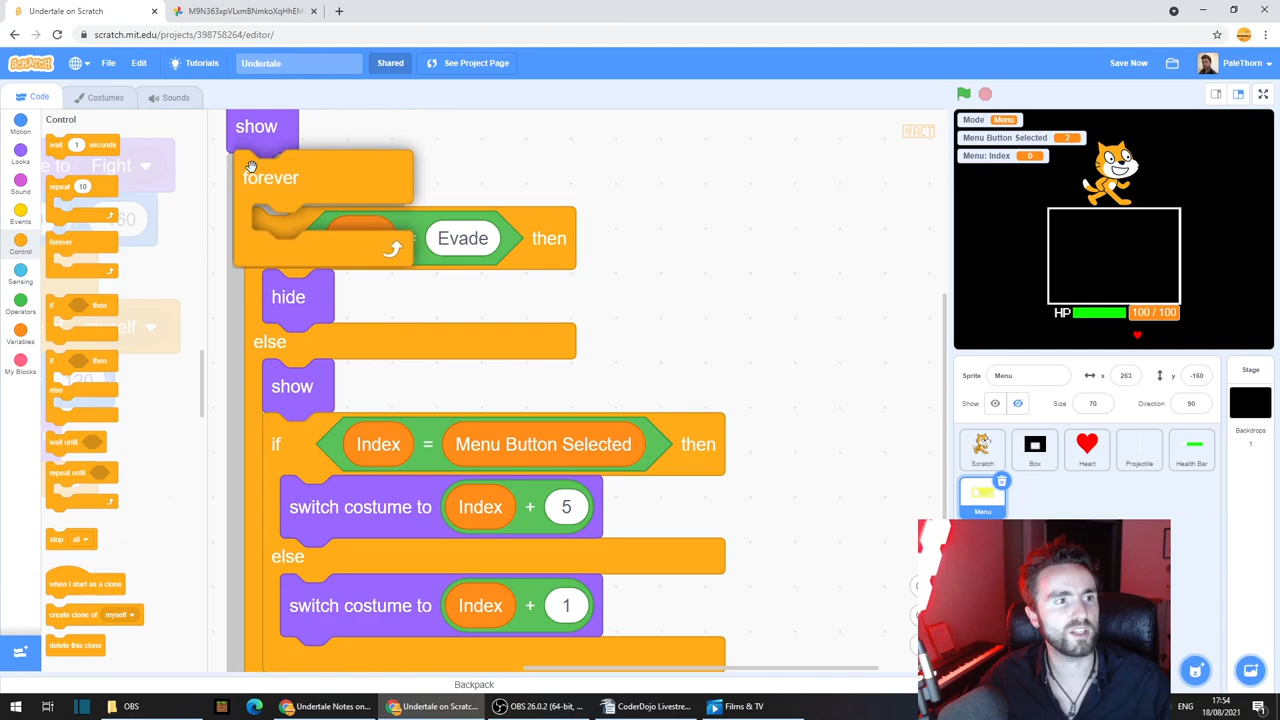 Undertale on Scratch
M9N363xpVLxmBNmkoXqHhEM
scratch.mit.edu/projects/398758264/editor/
SCRATCH
File
Edit
Tutorials
Undertale
Shared
See Project Page
Save Now
PaleThorn
Code
Costumes
Sounds
Motion
Looks
Sound
Events
Control
Sensing
Operators
Variables
My Blocks
Control
wait 1 seconds
repeat 10
forever
if then
if then
else
wait until
repeat until
stop all
when I start as a clone
create clone of myself
delete this clone
to Fight
show
forever
Evade then
hide
else
show
if Index = Menu Button Selected then
switch costume to Index + 5
else
switch costume to Index + 1
Mode Menu
Menu Button Selected 2
Menu: Index 0
HP 100 / 100
Sprite Menu x 263 y -160
Show Size 70 Direction 90
Scratch
Box
Heart
Projectile
Health Bar
Menu
Stage
Backdrops
1
Backpack
OBS
Undertale Notes on...
Undertale on Scratc...
OBS 26.0.2 (64-bit, ...
CoderDojo Livestre...
Films & TV
ENG
17:54
18/08/2021